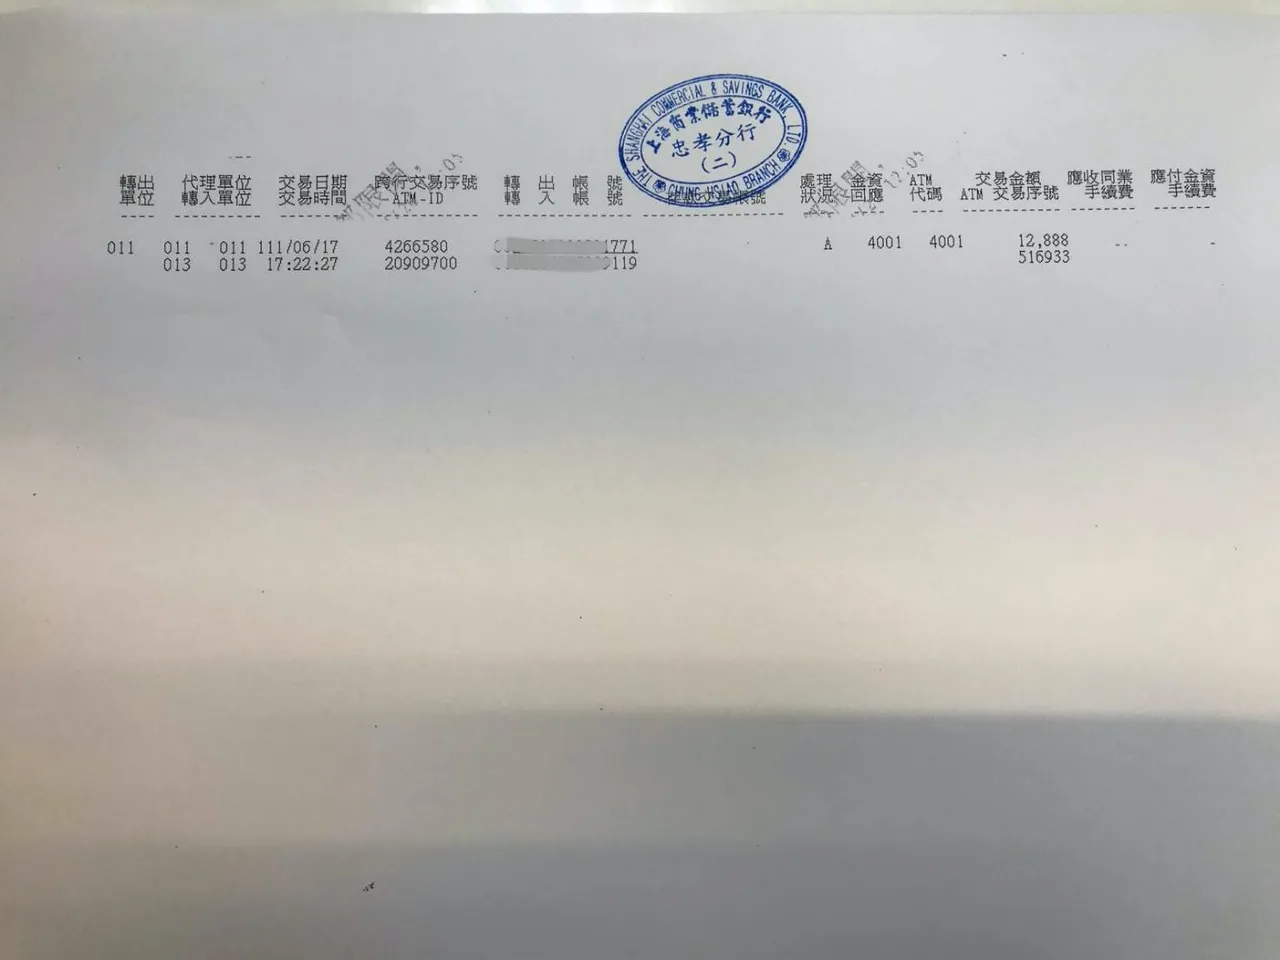 THE SHANGHAI COMMERCIAL & SAVINGS BANK, LTD.
上海商業儲蓄銀行
忠孝分行
(二)
CHUNG HSIAO BRANCH
轉出 代理單位 交易日期 跨行交易序號 轉 出 帳 號 處理 金資 ATM 交易金額 應收同業 應付金資
單位 轉入單位 交易時間 ATM-ID 轉 入 帳 號 帳號 狀況 回應 代碼 ATM 交易序號 手續費 手續費
011 011 011 111/06/17 4266580 1771 A 4001 4001 12,888
013 013 17:22:27 20909700 119 516933